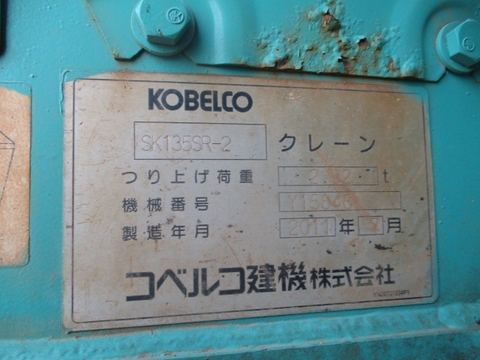 KOBELCO
SK135SR-2 クレーン
つり上げ荷重 t
機械番号
製造年月 2011 年 月
コベルコ建機株式会社